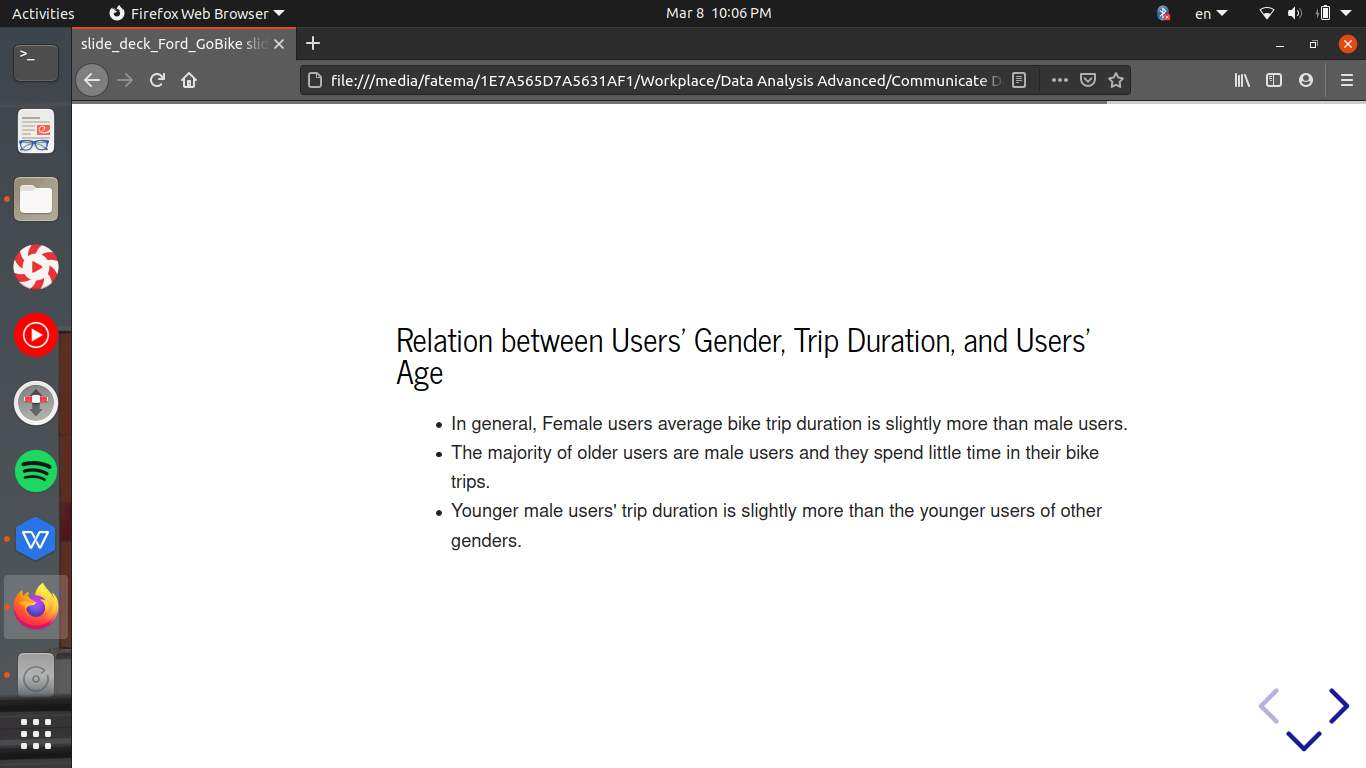 Activities Firefox Web Browser Mar 8 10:06 PM en
slide_deck_Ford_GoBike slid
file:///media/fatema/1E7A565D7A5631AF1/Workplace/Data Analysis Advanced/Communicate D
Relation between Users’ Gender, Trip Duration, and Users’
Age
In general, Female users average bike trip duration is slightly more than male users.
The majority of older users are male users and they spend little time in their bike
trips.
Younger male users' trip duration is slightly more than the younger users of other
genders.